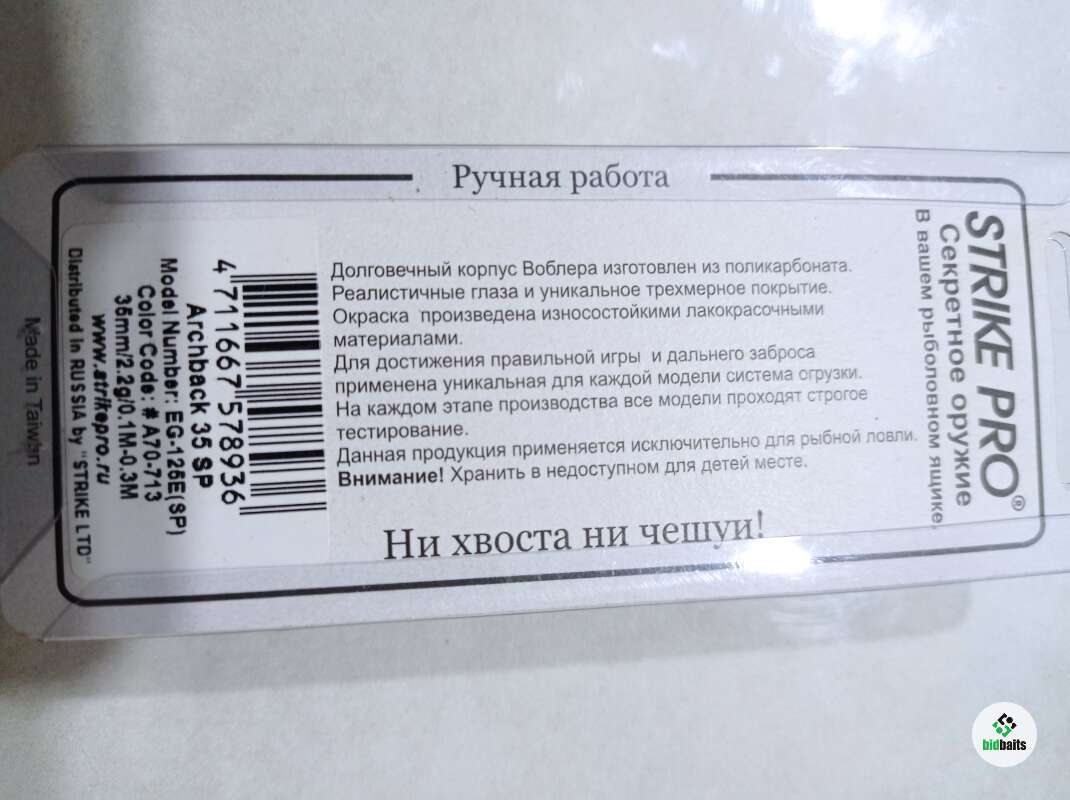 Ручная работа
STRIKE PRO®
Секретное оружие
В вашем рыболовном ящике.
Долговечный корпус Воблера изготовлен из поликарбоната.
Реалистичные глаза и уникальное трехмерное покрытие.
Окраска произведена износостойкими лакокрасочными
материалами.
Для достижения правильной игры и дальнего заброса
применена уникальная для каждой модели система огрузки.
На каждом этапе производства все модели проходят строгое
тестирование.
Данная продукция применяется исключительно для рыбной ловли.
Внимание! Хранить в недоступном для детей месте.
Ни хвоста ни чешуи!
4 711667 578936
Archback 35 SP
Model Number: EG-125E(SP)
Color Code: # A70-713
35mm/2.2g/0.1M-0.3M
www.strikepro.ru
Distributed in RUSSIA by "STRIKE LTD"
Made in Taiwan
bidbaits